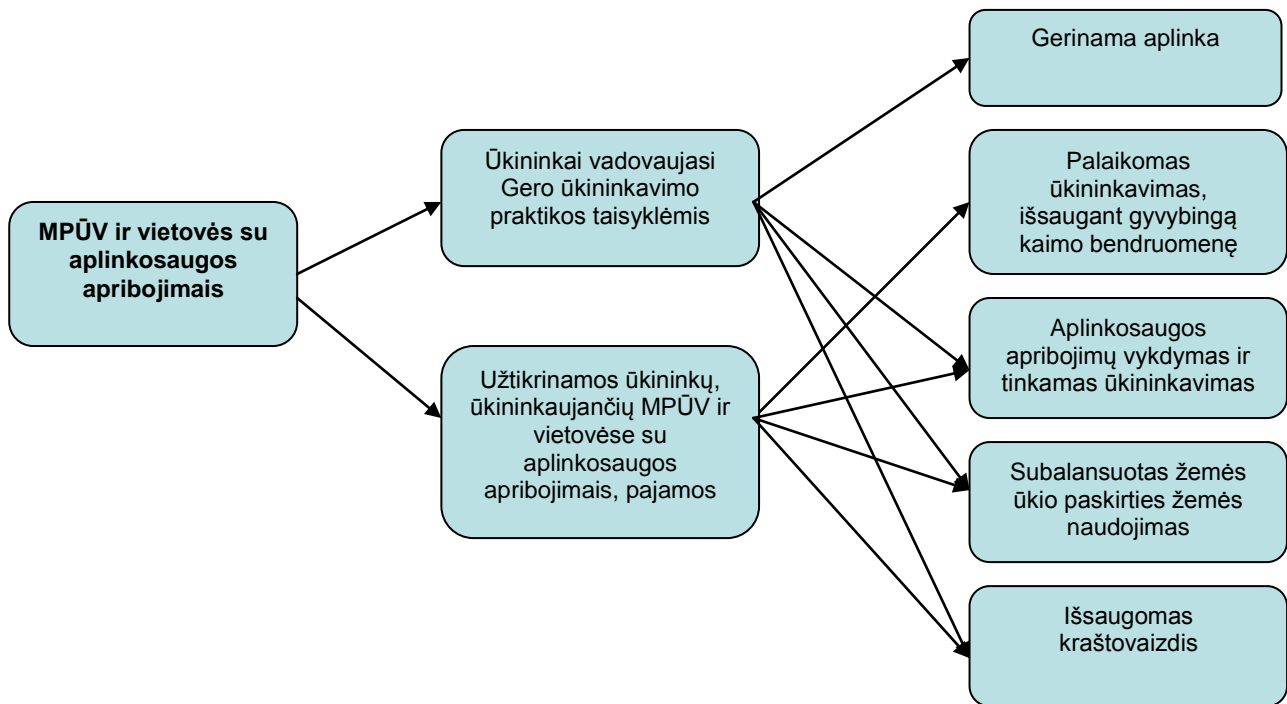 MPŪV ir vietovės su
aplinkosaugos
apribojimais
Ūkininkai vadovaujasi
Gero ūkininkavimo
praktikos taisyklėmis
Užtikrinamos ūkininkų,
ūkininkaujančių MPŪV ir
vietovėse su
aplinkosaugos
apribojimais, pajamos
Gerinama aplinka
Palaikomas
ūkininkavimas,
išsaugant gyvybingą
kaimo bendruomenę
Aplinkosaugos
apribojimų vykdymas ir
tinkamas ūkininkavimas
Subalansuotas žemės
ūkio paskirties žemės
naudojimas
Išsaugomas
kraštovaizdis